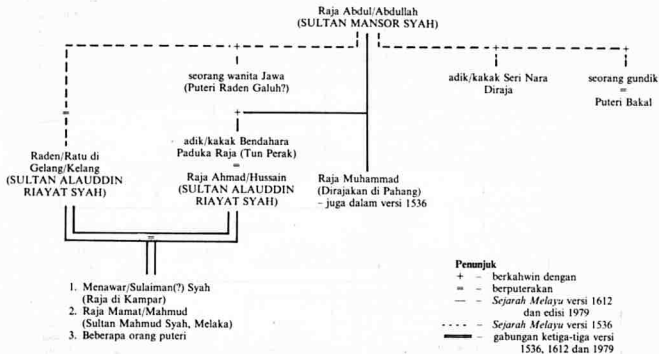 Raja Abdul/Abdullah
(SULTAN MANSOR SYAH)
+
+
+
seorang wanita Jawa
(Puteri Raden Galuh?)
adik/kakak Seri Nara
Diraja
seorang gundik
=
Puteri Bakal
=
+
adik/kakak Bendahara
Paduka Raja (Tun Perak)
=
Raden/Ratu di
Gelang/Kelang
(SULTAN ALAUDDIN
RIAYAT SYAH)
Raja Ahmad/Hussain
(SULTAN ALAUDDIN
RIAYAT SYAH)
Raja Muhammad
(Dirajakan di Pahang)
– juga dalam versi 1536
=
1. Menawar/Sulaiman(?) Syah
(Raja di Kampar)
2. Raja Mamat/Mahmud
(Sultan Mahmud Syah, Melaka)
3. Beberapa orang puteri
Penunjuk
+ – berkahwin dengan
= – berputerakan
— – Sejarah Melayu versi 1612
dan edisi 1979
---- – Sejarah Melayu versi 1536
– gabungan ketiga-tiga versi
1536, 1612 dan 1979